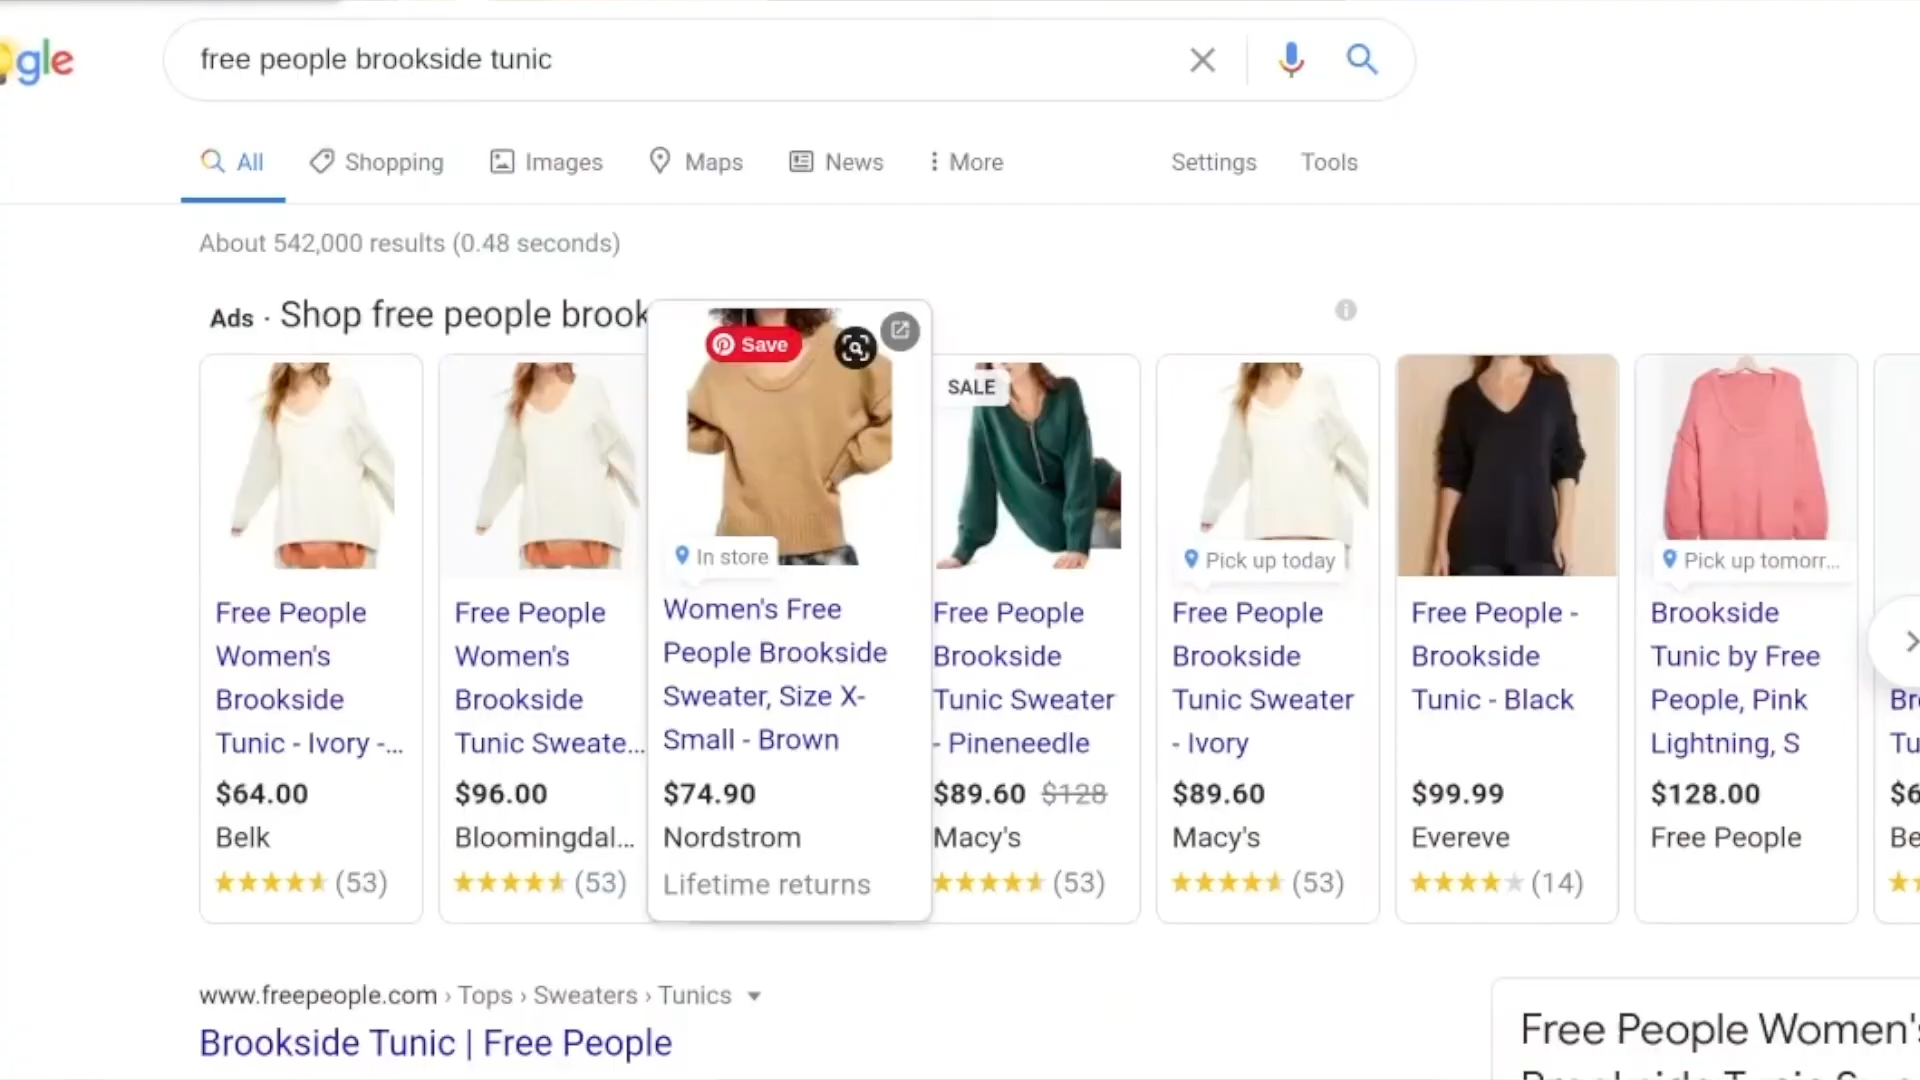 gle
free people brookside tunic
All
Shopping
Images
Maps
News
More
Settings
Tools
About 542,000 results (0.48 seconds)
Ads · Shop free people brook
Free People
Women's
Brookside
Tunic - Ivory -...
$64.00
Belk
(53)
Free People
Women's
Brookside
Tunic Sweate...
$96.00
Bloomingdal...
(53)
Save
In store
Women's Free
People Brookside
Sweater, Size X-
Small - Brown
$74.90
Nordstrom
Lifetime returns
SALE
Free People
Brookside
Tunic Sweater
- Pineneedle
$89.60 $128
Macy's
(53)
Pick up today
Free People
Brookside
Tunic Sweater
- Ivory
$89.60
Macy's
(53)
Free People -
Brookside
Tunic - Black
$99.99
Evereve
(14)
Pick up tomorr...
Brookside
Tunic by Free
People, Pink
Lightning, S
$128.00
Free People
Br
Tu
$6
Be
www.freepeople.com › Tops › Sweaters › Tunics
Brookside Tunic | Free People
Free People Women's